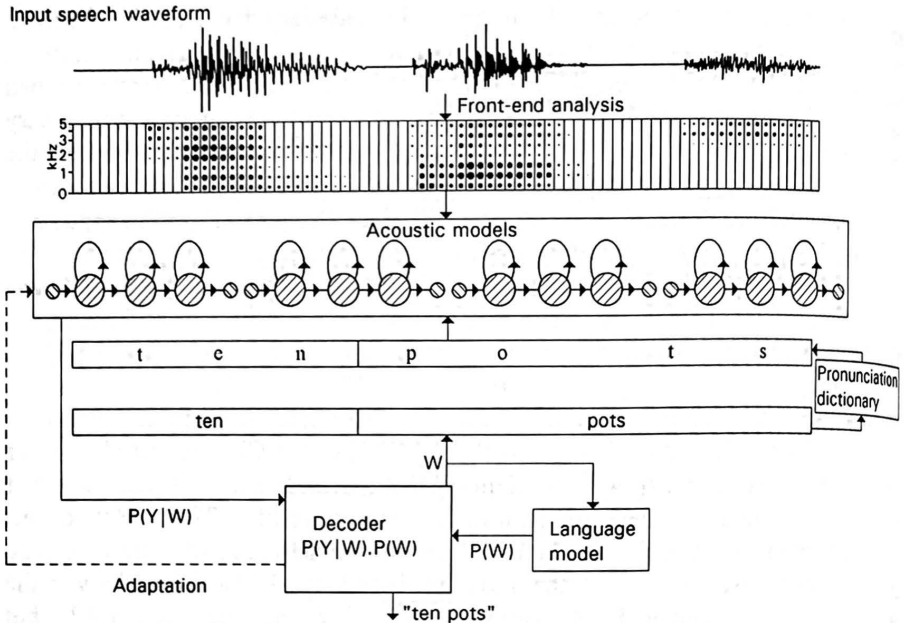 Input speech waveform
Front-end analysis
5
3
2
1
0
kHz
Acoustic models
t e n p o t s
Pronunciation
dictionary
ten pots
W
P(Y|W)
Decoder
P(Y|W).P(W)
P(W)
Language
model
Adaptation
"ten pots"